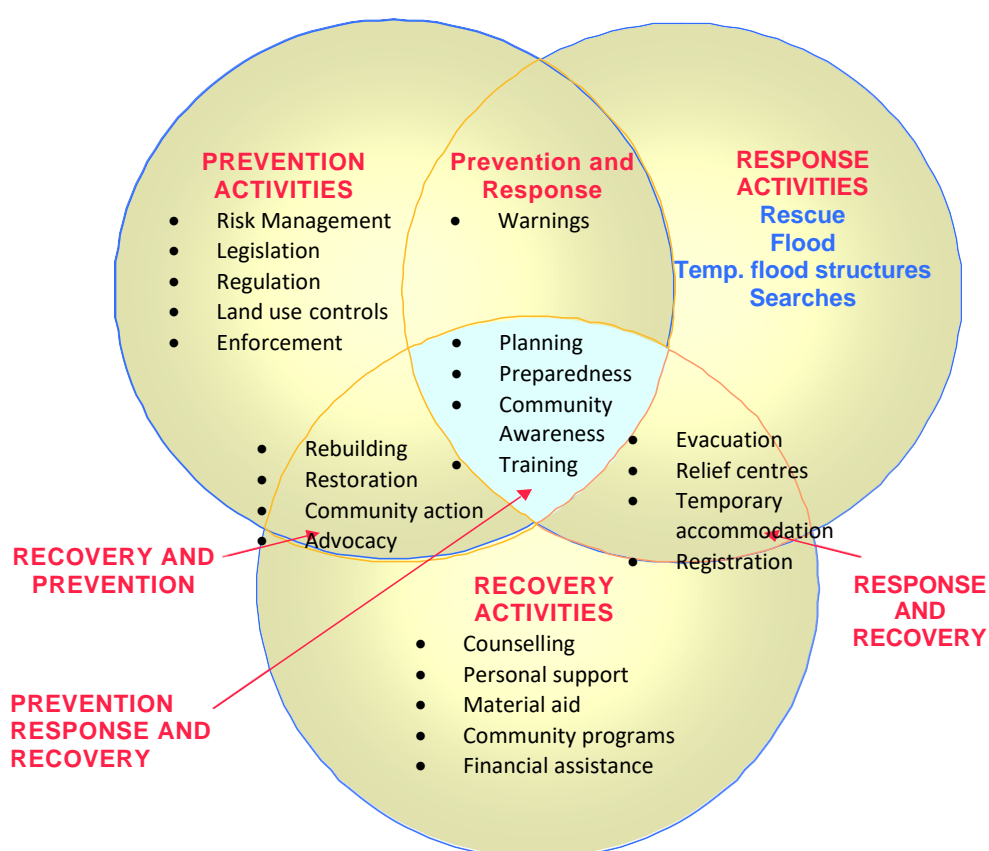 PREVENTION
ACTIVITIES
• Risk Management
• Legislation
• Regulation
• Land use controls
• Enforcement
Prevention and
Response
• Warnings
RESPONSE
ACTIVITIES
Rescue
Flood
Temp. flood structures
Searches
• Planning
• Preparedness
• Community
Awareness
• Training
• Rebuilding
• Restoration
• Community action
• Advocacy
• Evacuation
• Relief centres
• Temporary
accommodation
• Registration
RECOVERY AND
PREVENTION
RECOVERY
ACTIVITIES
• Counselling
• Personal support
• Material aid
• Community programs
• Financial assistance
RESPONSE
AND
RECOVERY
PREVENTION
RESPONSE AND
RECOVERY